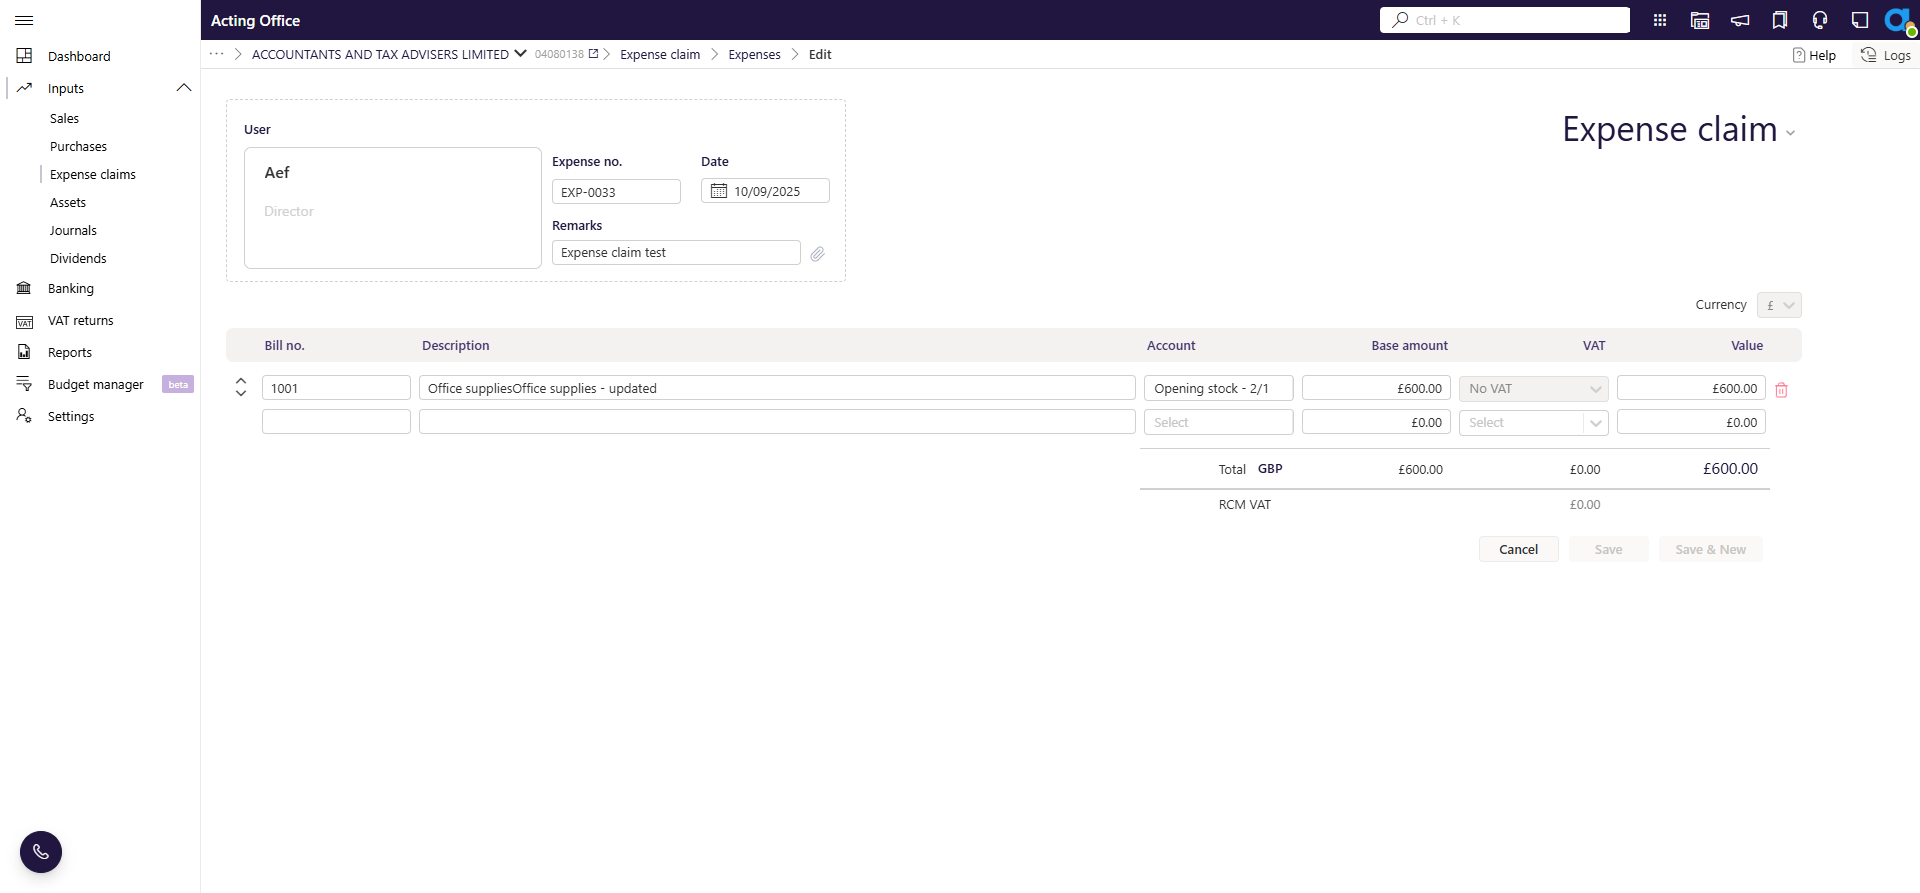 Acting Office
Ctrl + K
··· ACCOUNTANTS AND TAX ADVISERS LIMITED 04080138 Expense claim Expenses Edit
Help
Logs
Dashboard
Inputs
Sales
Purchases
Expense claims
Assets
Journals
Dividends
Banking
VAT returns
Reports
Budget manager beta
Settings
User
Aef
Director
Expense no.
EXP-0033
Date
10/09/2025
Remarks
Expense claim test
Expense claim
Currency £
Bill no. Description Account Base amount VAT Value
1001 Office suppliesOffice supplies - updated Opening stock - 2/1 £600.00 No VAT £600.00
Select £0.00 Select £0.00
Total GBP £600.00 £0.00 £600.00
RCM VAT £0.00
Cancel Save Save & New